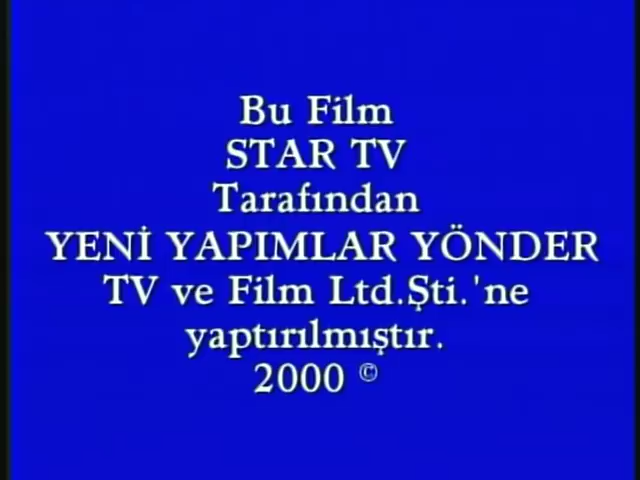 Bu Film
STAR TV
Tarafından
YENİ YAPIMLAR YÖNDER
TV ve Film Ltd.Şti.'ne
yaptırılmıştır.
2000 ©